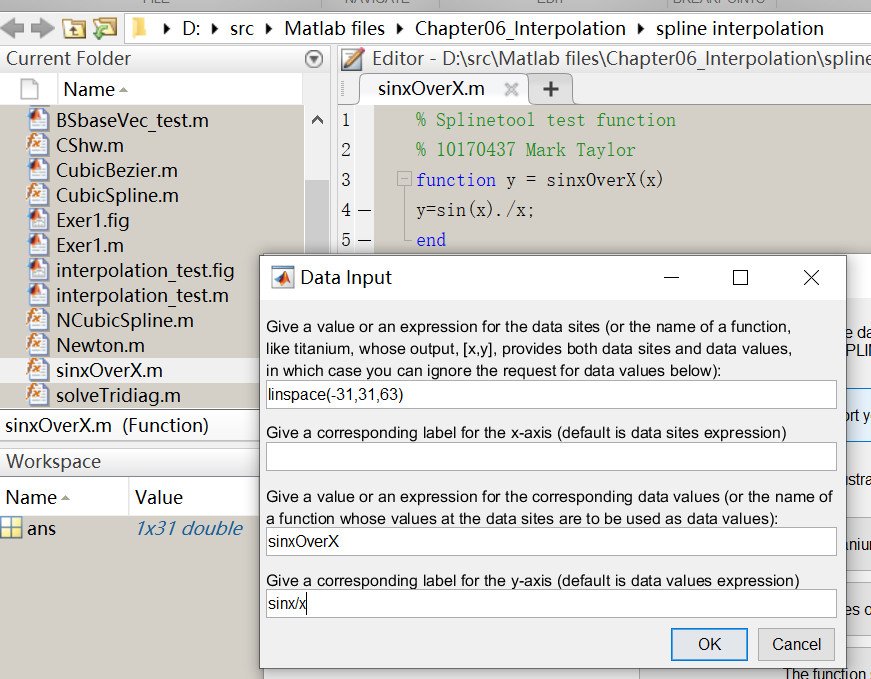 FILE NAVIGATE EDIT BREAKPOINTS
D: src Matlab files Chapter06_Interpolation spline interpolation
Current Folder
Editor - D:\src\Matlab files\Chapter06_Interpolation\spline
Name
sinxOverX.m
BSbaseVec_test.m
CShw.m
CubicBezier.m
CubicSpline.m
Exer1.fig
Exer1.m
interpolation_test.fig
interpolation_test.m
NCubicSpline.m
Newton.m
sinxOverX.m
solveTridiag.m
1 % Splinetool test function
2 % 10170437 Mark Taylor
3 function y = sinxOverX(x)
4 y=sin(x)./x;
5 end
sinxOverX.m (Function)
Workspace
Name Value
ans 1x31 double
Data Input
Give a value or an expression for the data sites (or the name of a function,
like titanium, whose output, [x,y], provides both data sites and data values,
in which case you can ignore the request for data values below):
linspace(-31,31,63)
Give a corresponding label for the x-axis (default is data sites expression)
Give a value or an expression for the corresponding data values (or the name of
a function whose values at the data sites are to be used as data values):
sinxOverX
Give a corresponding label for the y-axis (default is data values expression)
sinx/x
OK Cancel
The function